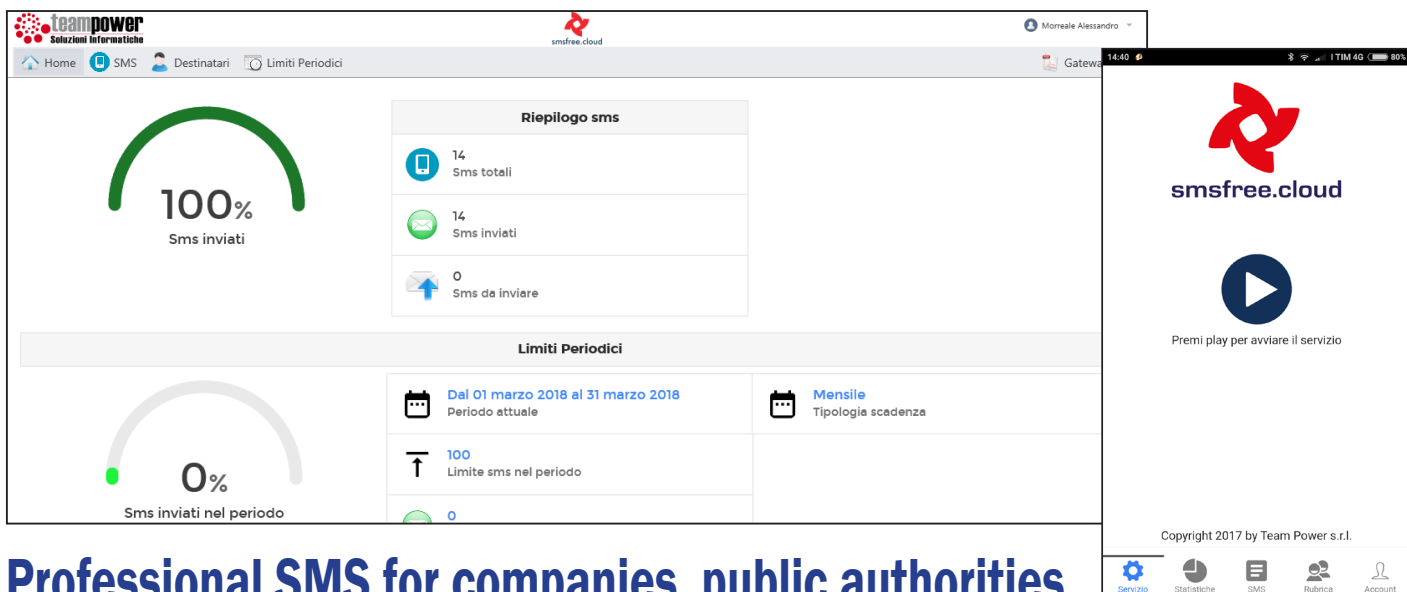 teampower
Soluzioni Informatiche
smsfree.cloud
Morreale Alessandro
Home SMS Destinatari Limiti Periodici
100%
Sms inviati
Riepilogo sms
14
Sms totali
14
Sms inviati
0
Sms da inviare
Limiti Periodici
0%
Sms inviati nel periodo
Dal 01 marzo 2018 al 31 marzo 2018
Periodo attuale
Mensile
Tipologia scadenza
100
Limite sms nel periodo
0
14:40 TIM 4G 80%
smsfree.cloud
Premi play per avviare il servizio
Copyright 2017 by Team Power s.r.l.
Servizio Statistiche SMS Rubrica Account
Professional SMS for companies, public authorities